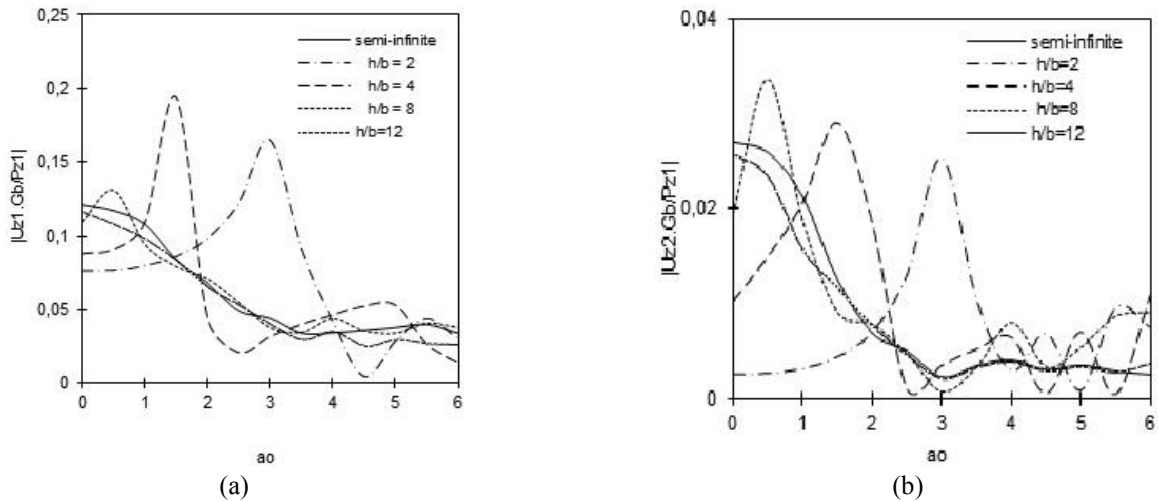 0,25
0,2
0,15
0,1
0,05
0
0 1 2 3 4 5 6
|Uz1.Gb/Pz1|
ao
semi-infinite
h/b = 2
h/b = 4
h/b = 8
h/b=12
(a)
0,04
0,02
0
0 1 2 3 4 5 6
|Uz2.Gb/Pz1|
ao
semi-infinite
h/b=2
h/b=4
h/b=8
h/b=12
(b)